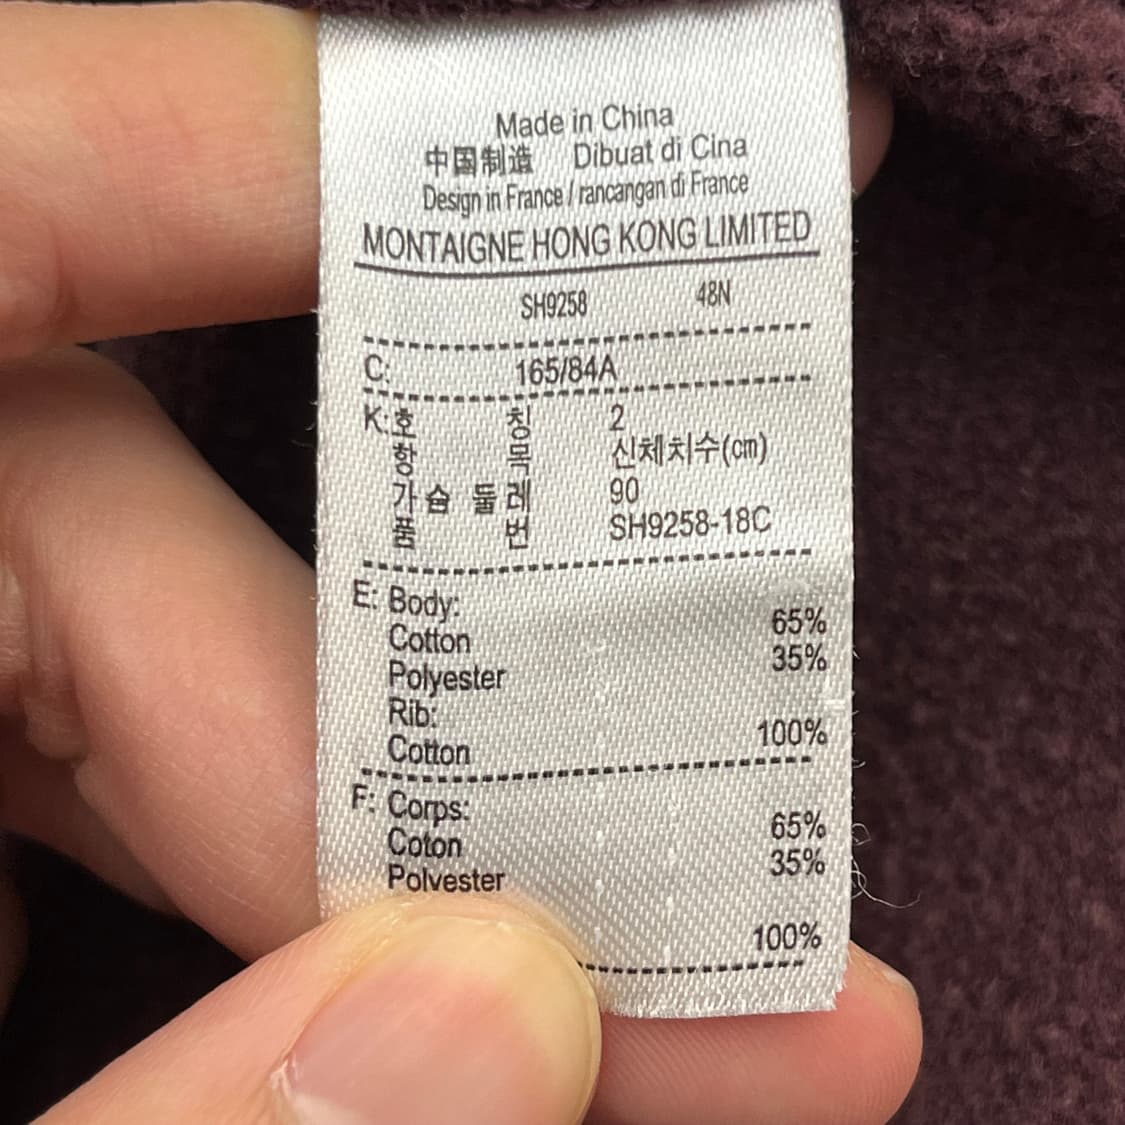 Made in China
中国制造 Dibuat di Cina
Design in France / rancangan di France
MONTAIGNE HONG KONG LIMITED
SH9258 48N
C: 165/84A
K: 호 칭 2
항 목 신체치수(cm)
가슴 둘레 90
품 번 SH9258-18C
E: Body:
Cotton 65%
Polyester 35%
Rib:
Cotton 100%
F: Corps:
Coton 65%
Polyester 35%
100%